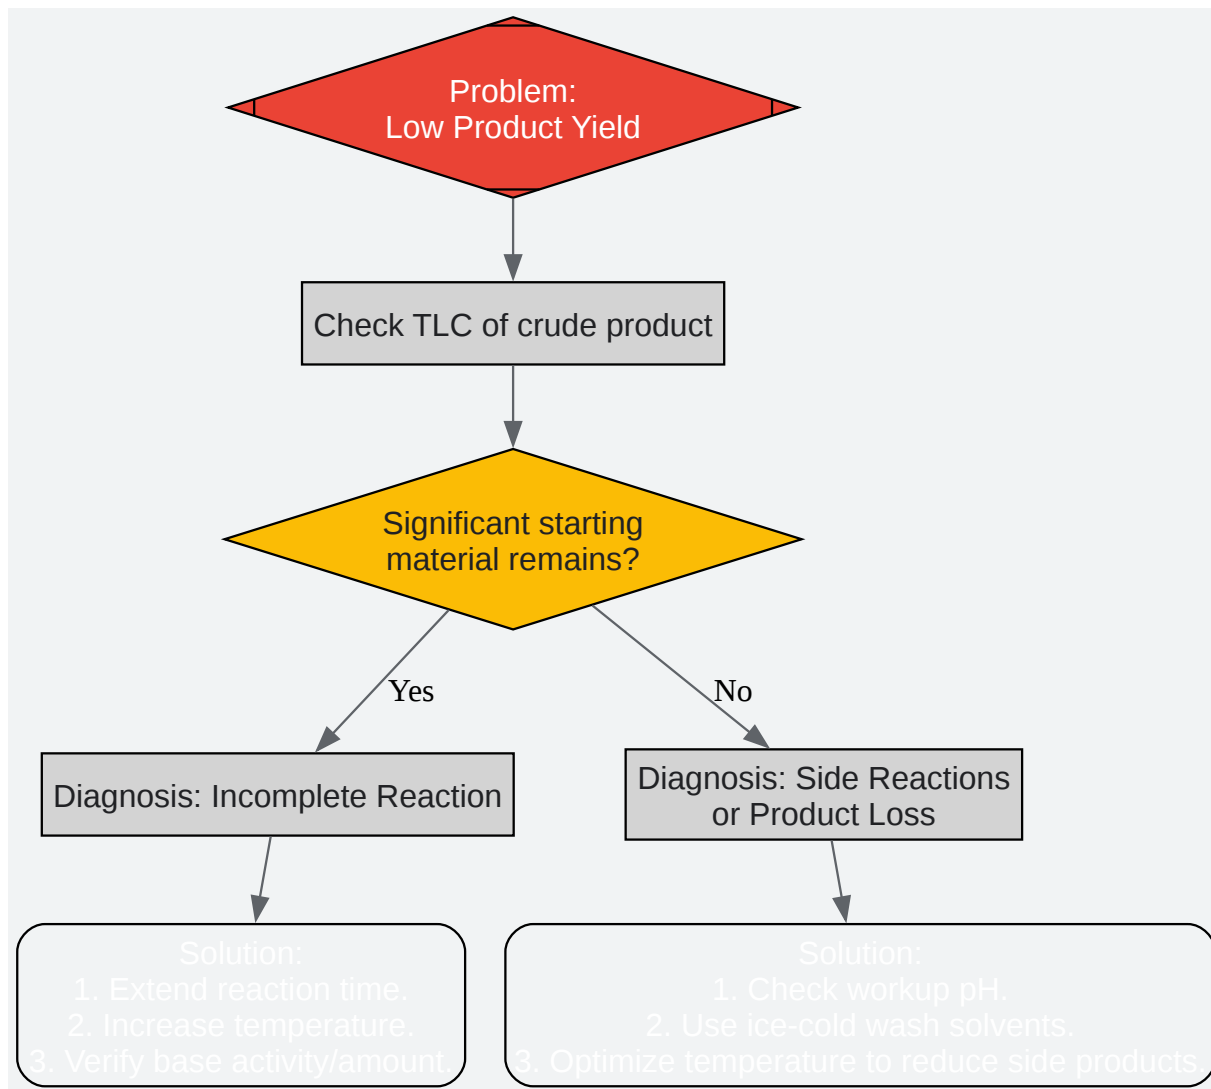 Problem:
Low Product Yield
Check TLC of crude product
Significant starting
material remains?
Yes
No
Diagnosis: Incomplete Reaction
Diagnosis: Side Reactions
or Product Loss
Solution:
1. Extend reaction time.
2. Increase temperature.
3. Verify base activity/amount.
Solution:
1. Check workup pH.
2. Use ice-cold wash solvents.
3. Optimize temperature to reduce side products.